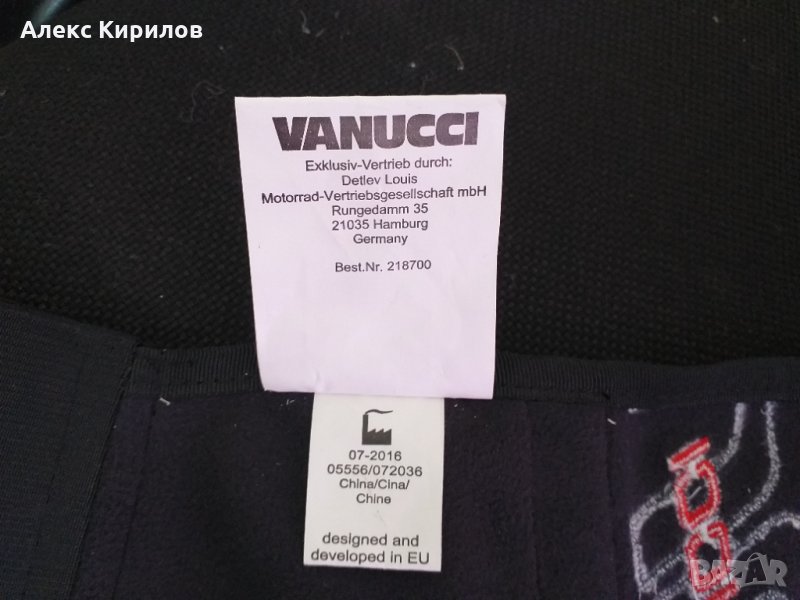 Алекс Кирилов
VANUCCI
Exklusiv-Vertrieb durch:
Detlev Louis
Motorrad-Vertriebsgesellschaft mbH
Rungedamm 35
21035 Hamburg
Germany
Best.Nr. 218700
07-2016
05556/072036
China/Cina/
Chine
designed and
developed in EU
BAZAR